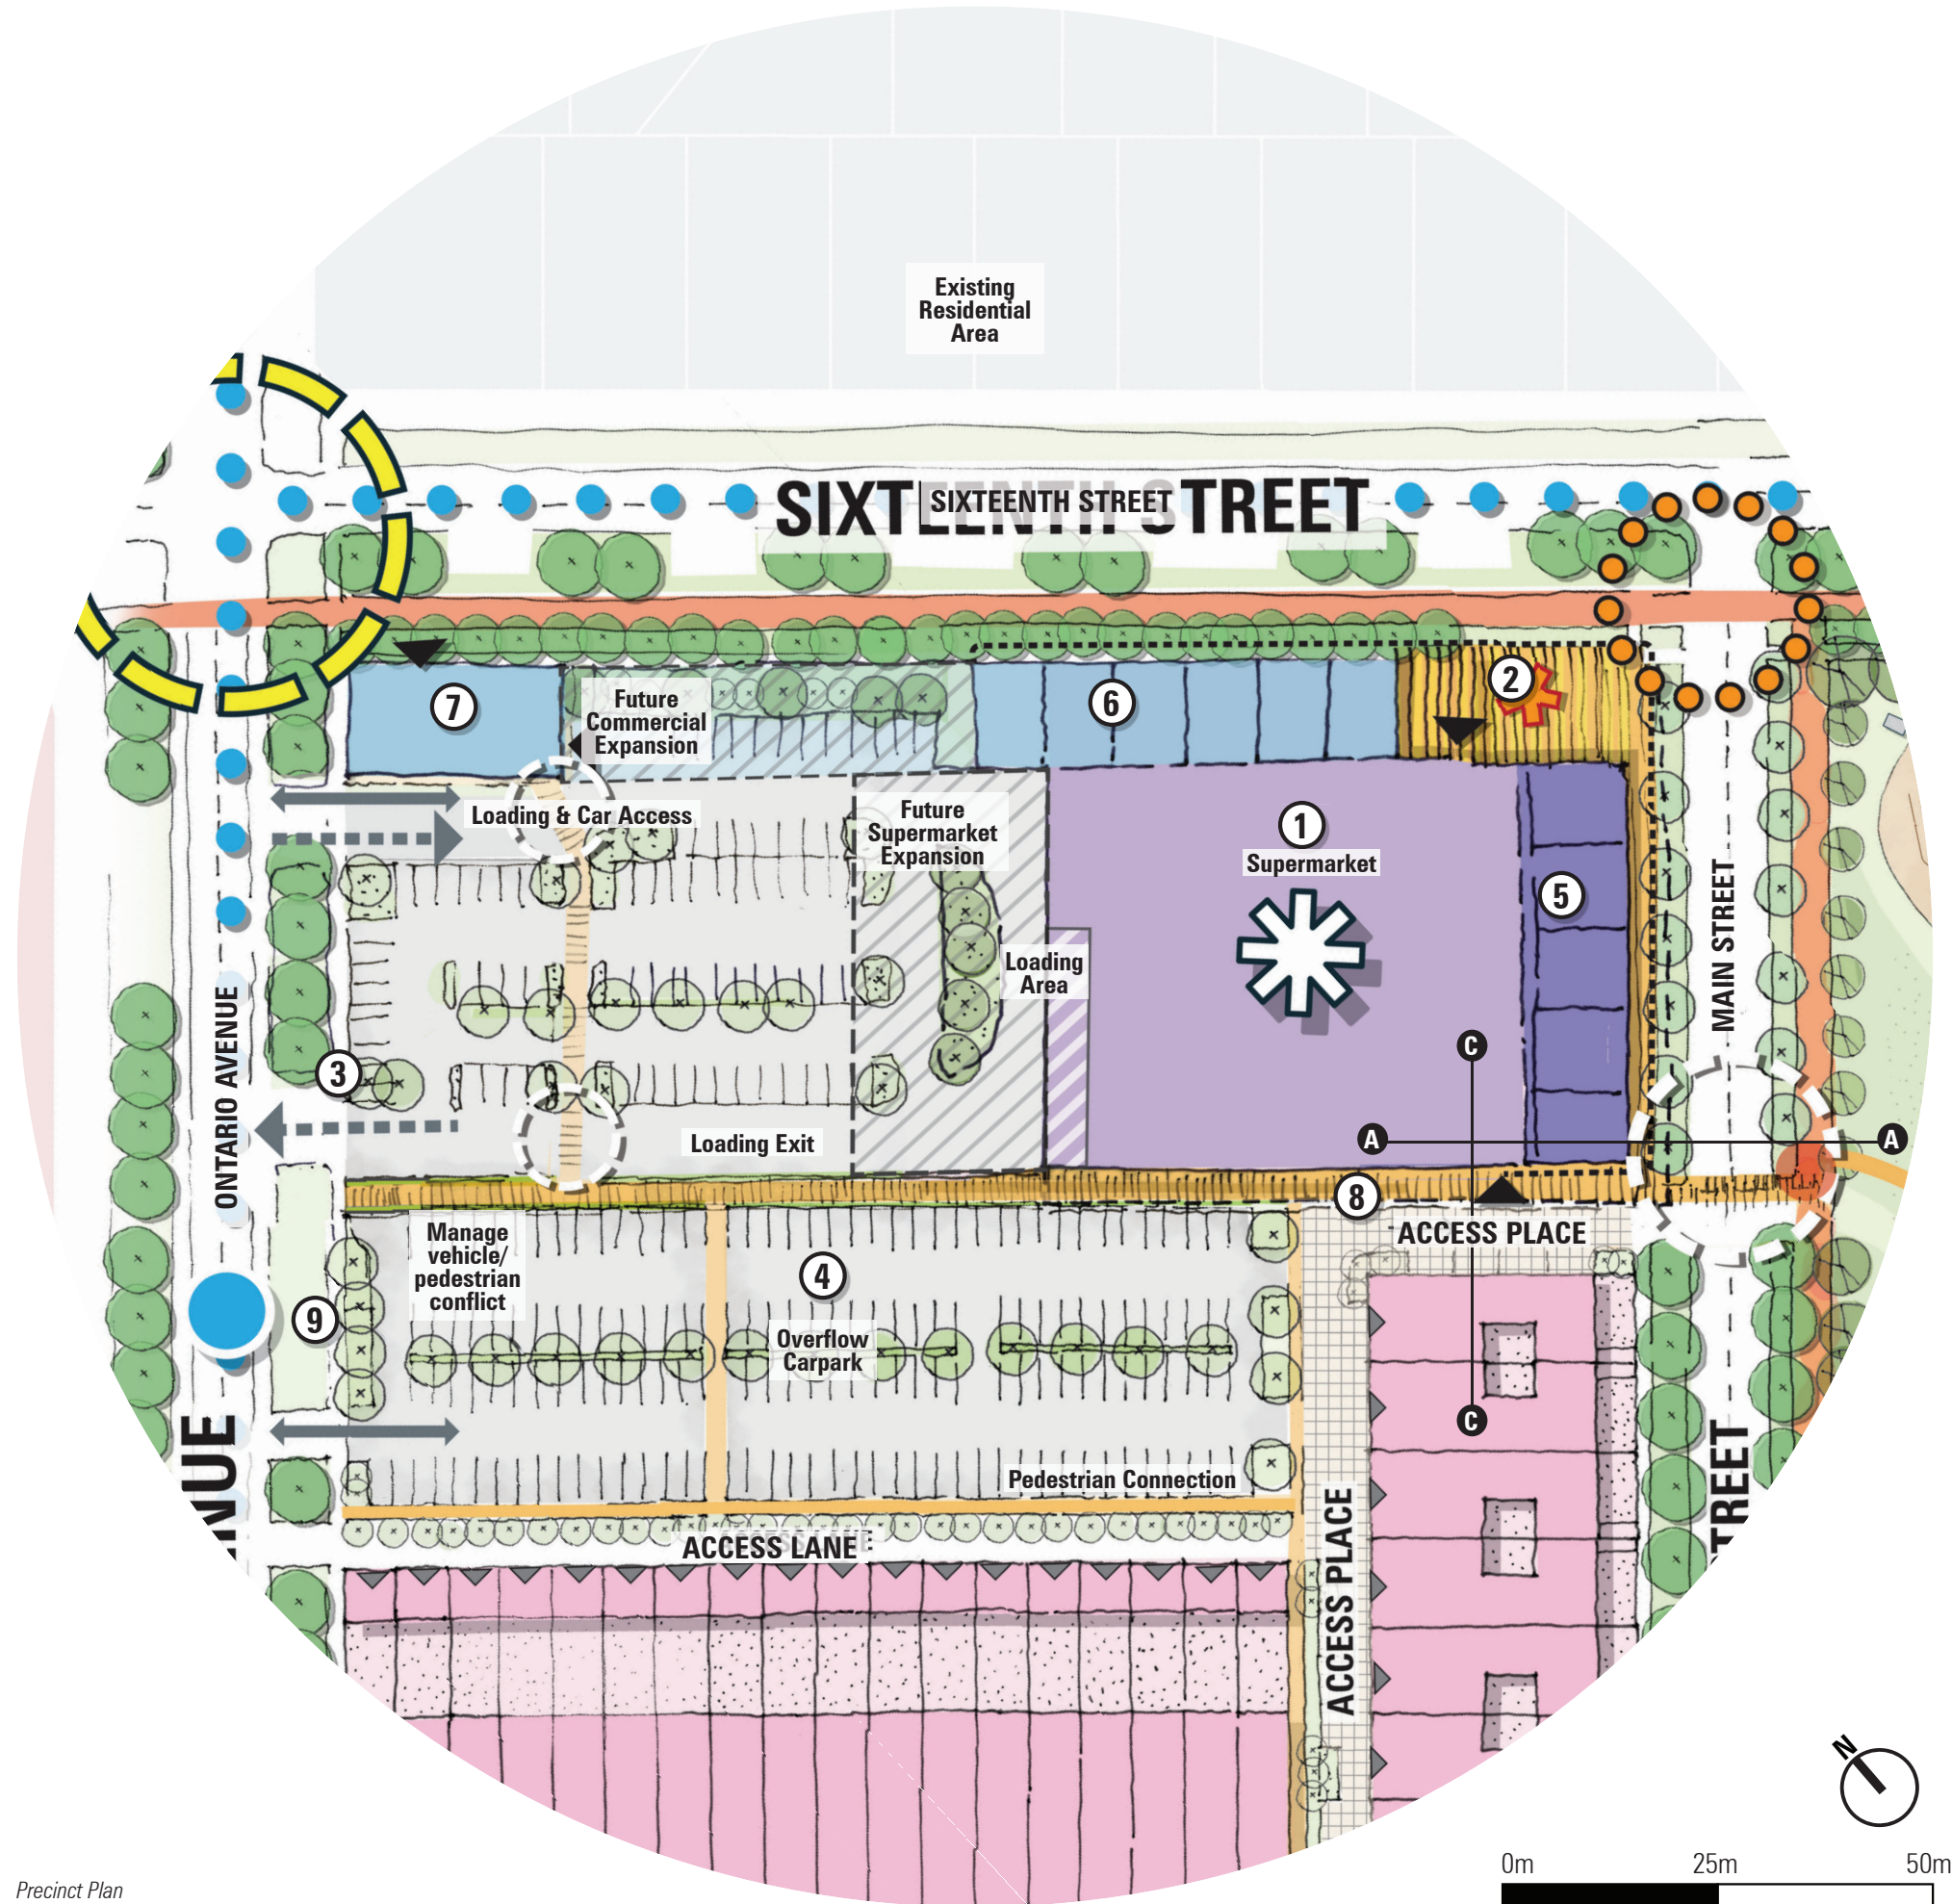 Existing
Residential
Area
SIXTEENTH STREET
SIXTEENTH STREET
2
7
Future
Commercial
Expansion
6
Loading & Car Access
Future
Supermarket
Expansion
1
Supermarket
5
Loading
Area
MAIN STREET
ONTARIO AVENUE
3
C
A
A
Loading Exit
8
Manage
vehicle/
pedestrian
conflict
ACCESS PLACE
4
9
Overflow
Carpark
C
NUE
TREET
Pedestrian Connection
ACCESS LANE
ACCESS PLACE
N
0m 25m 50m
Precinct Plan